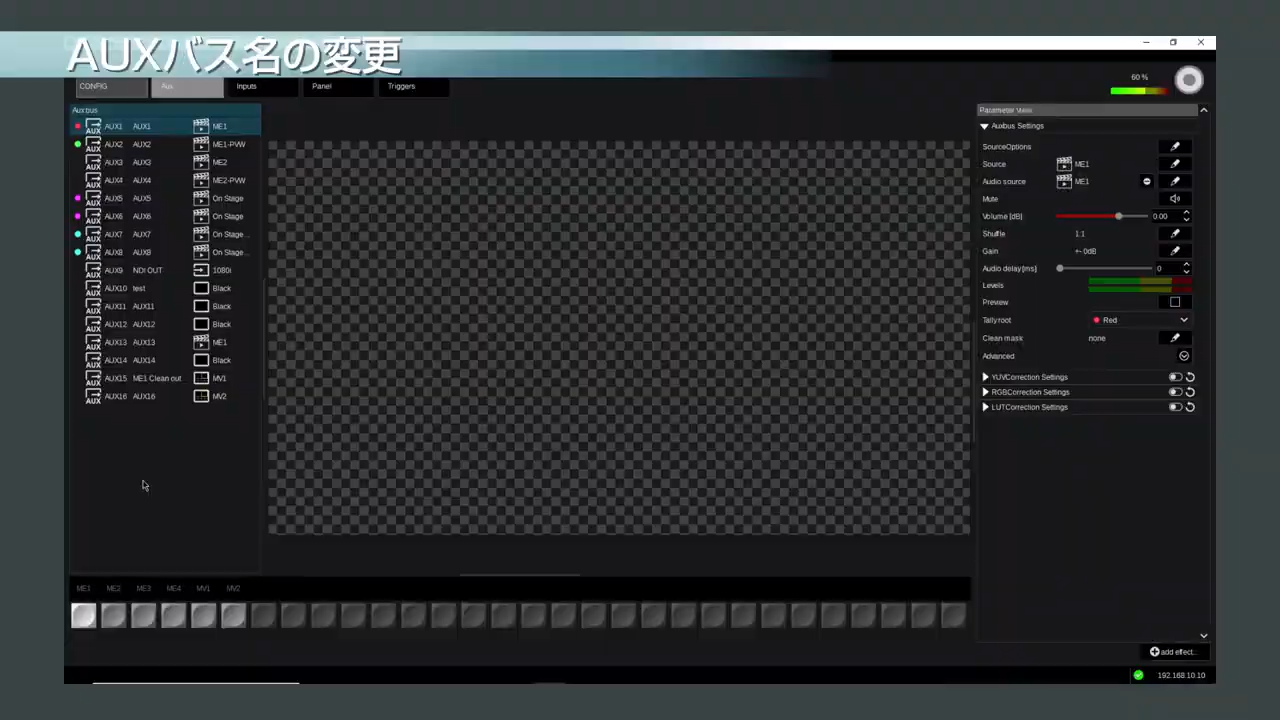 AUXバス名の変更
CONFIG Aux Inputs Panel Triggers
60 %
Aux bus
AUX1 AUX1 ME1
AUX2 AUX2 ME1-PVW
AUX3 AUX3 ME2
AUX4 AUX4 ME2-PVW
AUX5 AUX5 On Stage
AUX6 AUX6 On Stage
AUX7 AUX7 On Stage...
AUX8 AUX8 On Stage...
AUX9 NDI OUT 1080i
AUX10 test Black
AUX11 AUX11 Black
AUX12 AUX12 Black
AUX13 AUX13 ME1
AUX14 AUX14 Black
AUX15 ME1 Clean out MV1
AUX16 AUX16 MV2
Parameter Menu
Auxbus Settings
SourceOptions
Source ME1
Audio source ME1
Mute
Volume [dB] 0.00
Shuffle 1:1
Gain +- 0dB
Audio delay[ms] 0
Levels
Preview
Tally root Red
Clean mask none
Advanced
YUVCorrection Settings
RGBCorrection Settings
LUTCorrection Settings
ME1 ME2 ME3 ME4 MV1 MV2
add effect...
192.168.10.10